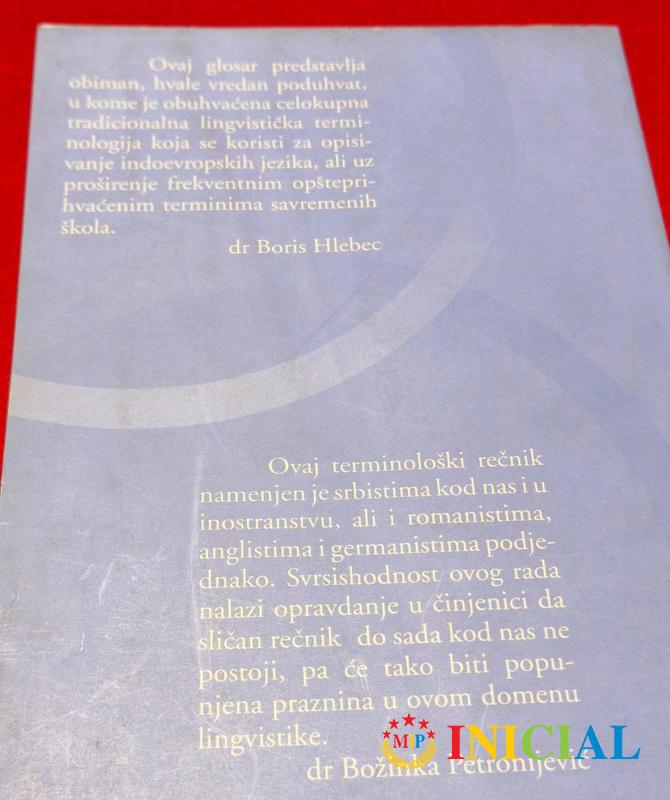 Ovaj glosar predstavlja
obiman, hvale vredan poduhvat,
u kome je obuhvaćena celokupna
tradicionalna lingvistička termi-
nologija koja se koristi za opisi-
vanje indoevropskih jezika, ali uz
proširenje frekventnim opštepri-
hvaćenim terminima savremenih
škola.
dr Boris Hlebec
Ovaj terminološki rečnik
namenjen je srbistima kod nas i u
inostranstvu, ali i romanistima,
anglistima i germanistima podje-
dnako. Svrsishodnost ovog rada
nalazi opravdanje u činjenici da
sličan rečnik do sada kod nas ne
postoji, pa će tako biti popu-
njena praznina u ovom domenu
lingvistike.
MP INICIAL
dr Božinka Petronijević